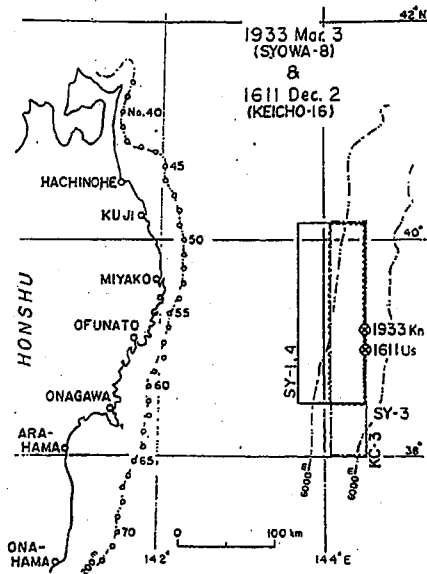 42°N
1933 Mar. 3
(SYOWA-8)
&
1611 Dec. 2
(KEICHO-16)
No.40
45
HACHINOHE
KUJI
50
40°
MIYAKO
HONSHU
55
OFUNATO
1933 Kn
1611 Us
SY-1,4
60
ONAGAWA
SY-3
KC-3
ARA-
HAMA
65
38°
6000 m
6000 m
0
100 km
70
ONA-
HAMA
200m
142°
144°E